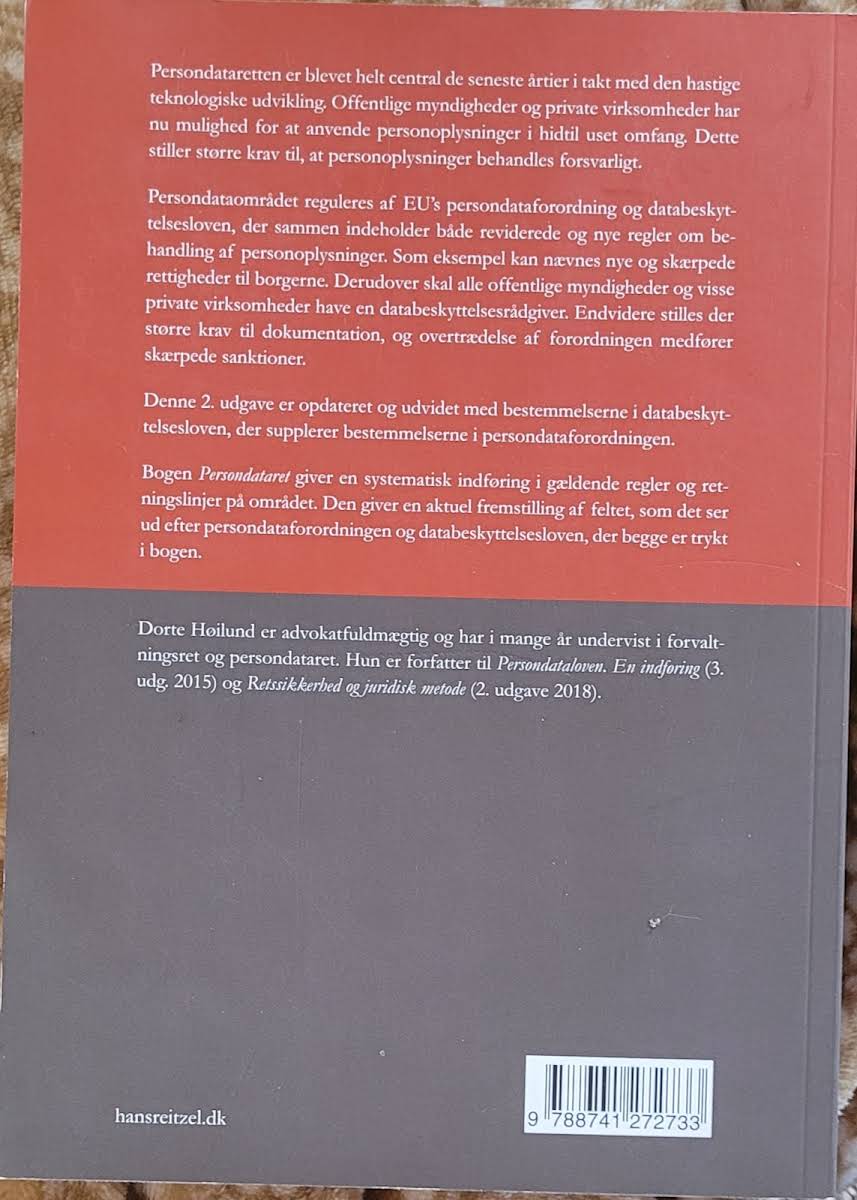 Persondataretten er blevet helt central de seneste årtier i takt med den hastige
teknologiske udvikling. Offentlige myndigheder og private virksomheder har
nu mulighed for at anvende personoplysninger i hidtil uset omfang. Dette
stiller større krav til, at personoplysninger behandles forsvarligt.
Persondataområdet reguleres af EU's persondataforordning og databeskyt-
telsesloven, der sammen indeholder både reviderede og nye regler om be-
handling af personoplysninger. Som eksempel kan nævnes nye og skærpede
rettigheder til borgerne. Derudover skal alle offentlige myndigheder og visse
private virksomheder have en databeskyttelsesrådgiver. Endvidere stilles der
større krav til dokumentation, og overtrædelse af forordningen medfører
skærpede sanktioner.
Denne 2. udgave er opdateret og udvidet med bestemmelserne i databeskyt-
telsesloven, der supplerer bestemmelserne i persondataforordningen.
Bogen Persondataret giver en systematisk indføring i gældende regler og ret-
ningslinjer på området. Den giver en aktuel fremstilling af feltet, som det ser
ud efter persondataforordningen og databeskyttelsesloven, der begge er trykt
i bogen.
Dorte Høilund er advokatfuldmægtig og har i mange år undervist i forvalt-
ningsret og persondataret. Hun er forfatter til Persondataloven. En indføring (3.
udg. 2015) og Retssikkerhed og juridisk metode (2. udgave 2018).
hansreitzel.dk
9 788741 272733